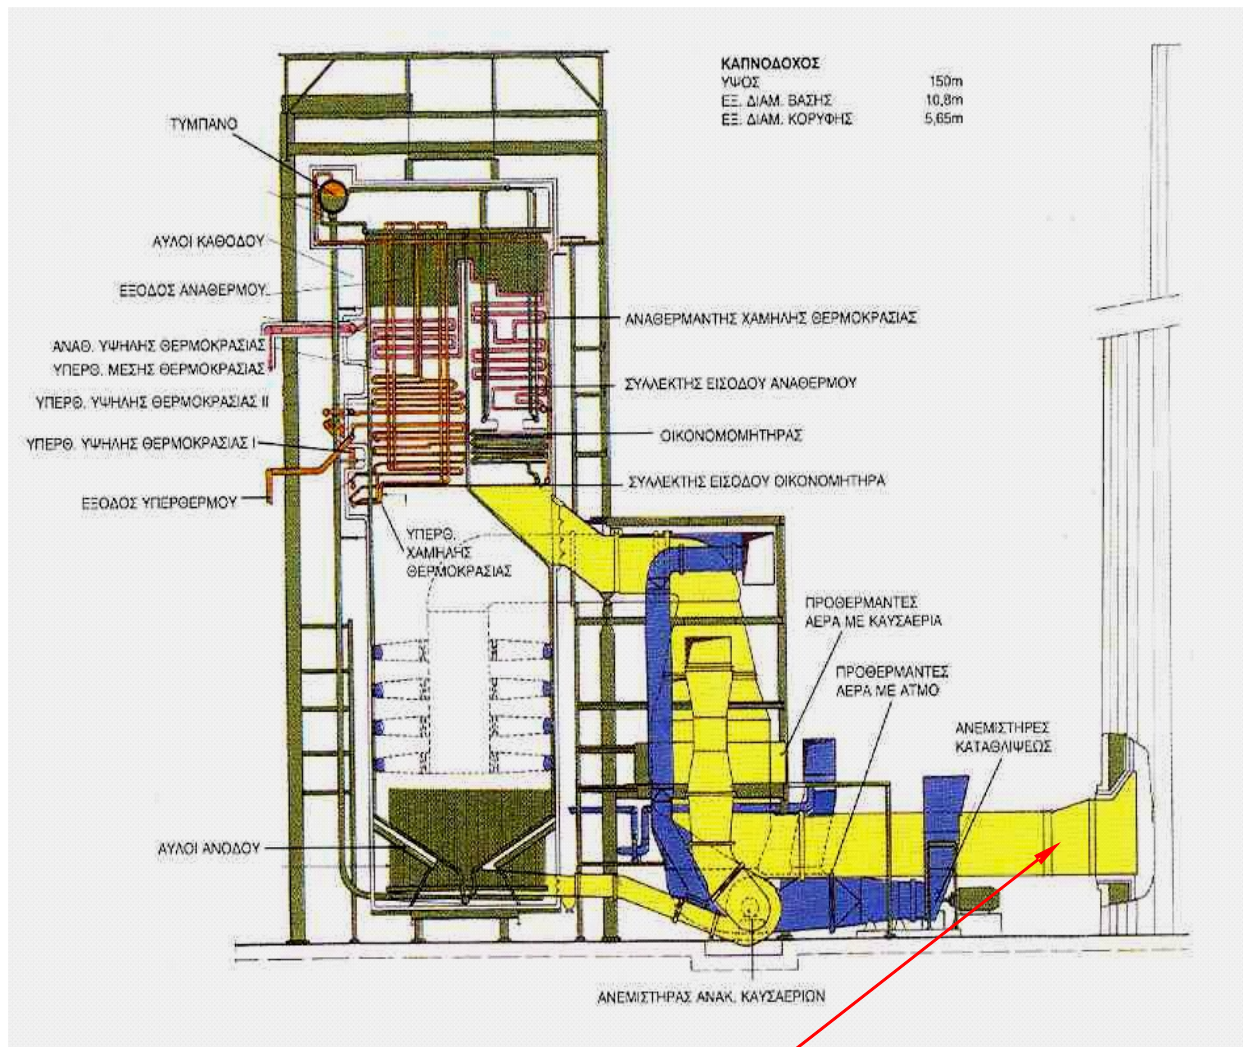 ΚΑΠΝΟΔΟΧΟΣ
ΥΨΟΣ 150m
ΕΞ. ΔΙΑΜ. ΒΑΣΗΣ 10,8m
ΕΞ. ΔΙΑΜ. ΚΟΡΥΦΗΣ 5,65m
ΤΥΜΠΑΝΟ
ΑΥΛΟΙ ΚΑΘΟΔΟΥ
ΕΞΟΔΟΣ ΑΝΑΘΕΡΜΟΥ
ΑΝΑΘ. ΥΨΗΛΗΣ ΘΕΡΜΟΚΡΑΣΙΑΣ
ΥΠΕΡΘ. ΜΕΣΗΣ ΘΕΡΜΟΚΡΑΣΙΑΣ
ΥΠΕΡΘ. ΥΨΗΛΗΣ ΘΕΡΜΟΚΡΑΣΙΑΣ ΙΙ
ΥΠΕΡΘ. ΥΨΗΛΗΣ ΘΕΡΜΟΚΡΑΣΙΑΣ Ι
ΕΞΟΔΟΣ ΥΠΕΡΘΕΡΜΟΥ
ΥΠΕΡΘ.
ΧΑΜΗΛΗΣ
ΘΕΡΜΟΚΡΑΣΙΑΣ
ΑΝΑΘΕΡΜΑΝΤΗΣ ΧΑΜΗΛΗΣ ΘΕΡΜΟΚΡΑΣΙΑΣ
ΣΥΛΛΕΚΤΗΣ ΕΙΣΟΔΟΥ ΑΝΑΘΕΡΜΟΥ
ΟΙΚΟΝΟΜΟΜΗΤΗΡΑΣ
ΣΥΛΛΕΚΤΗΣ ΕΙΣΟΔΟΥ ΟΙΚΟΝΟΜΗΤΗΡΑ
ΠΡΟΘΕΡΜΑΝΤΕΣ
ΑΕΡΑ ΜΕ ΚΑΥΣΑΕΡΙΑ
ΠΡΟΘΕΡΜΑΝΤΕΣ
ΑΕΡΑ ΜΕ ΑΤΜΟ
ΑΝΕΜΙΣΤΗΡΕΣ
ΚΑΤΑΘΛΙΨΕΩΣ
ΑΥΛΟΙ ΑΝΟΔΟΥ
ΑΝΕΜΙΣΤΗΡΑΣ ΑΝΑΚ. ΚΑΥΣΑΕΡΙΩΝ